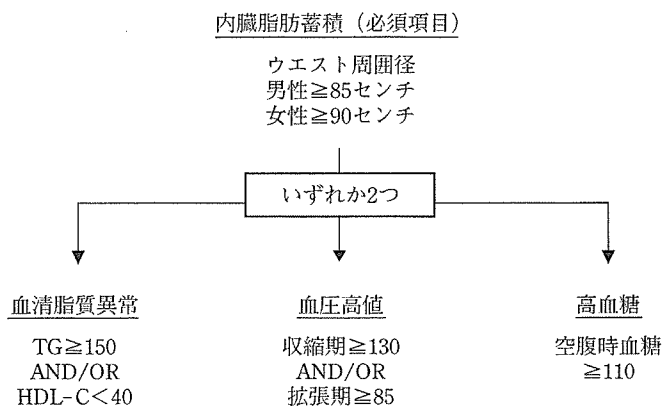 内臓脂肪蓄積（必須項目）
ウエスト周囲径
男性≧85センチ
女性≧90センチ
いずれか2つ
血清脂質異常
TG≧150
AND/OR
HDL-C＜40
血圧高値
収縮期≧130
AND/OR
拡張期≧85
高血糖
空腹時血糖
≧110